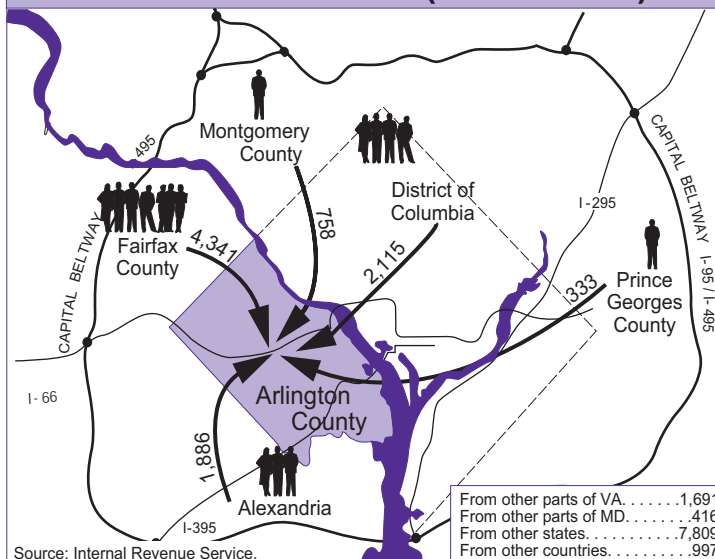 495
Montgomery
County
District of
Columbia
CAPITAL BELTWAY I-95 / I-495
I-295
Fairfax
County
4,341
758
2,115
333
Prince
Georges
County
CAPITAL BELTWAY
I-66
Arlington
County
1,886
Alexandria
I-395
From other parts of VA.......1,691
From other parts of MD.......416
From other states.........7,809
From other countries.........997
Source: Internal Revenue Service.